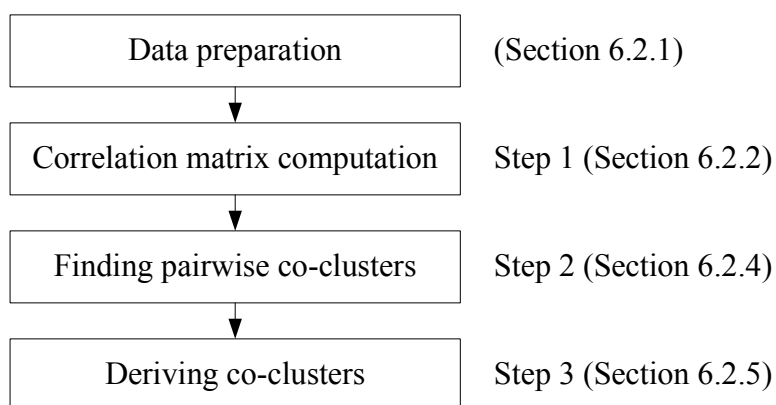 Data preparation (Section 6.2.1)
Correlation matrix computation Step 1 (Section 6.2.2)
Finding pairwise co-clusters Step 2 (Section 6.2.4)
Deriving co-clusters Step 3 (Section 6.2.5)